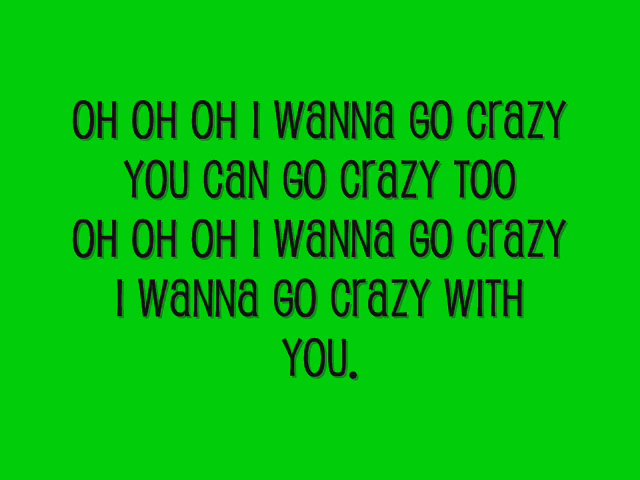 OH OH OH I WaNNa GO CraZY
YOU CaN GO CraZY TOO
OH OH OH I WaNNa GO CraZY
I WaNNa GO CraZY WITH
YOU.